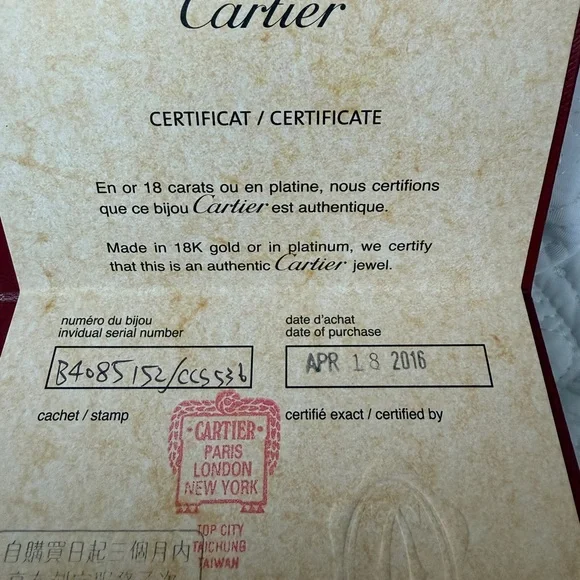 Cartier
CERTIFICAT / CERTIFICATE
En or 18 carats ou en platine, nous certifions
que ce bijou Cartier est authentique.
Made in 18K gold or in platinum, we certify
that this is an authentic Cartier jewel.
numéro du bijou
invidual serial number
B4085152/CCS536
date d'achat
date of purchase
APR 18 2016
cachet / stamp
certifié exact / certified by
CARTIER
PARIS
LONDON
NEW YORK
TOP CITY
TAICHUNG
TAIWAN
自購買日起三個月內